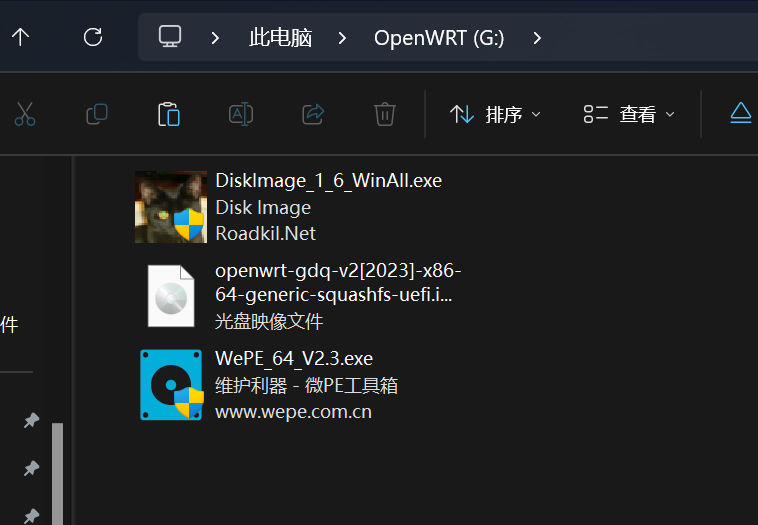 此电脑 OpenWRT (G:)
排序 查看
DiskImage_1_6_WinAll.exe
Disk Image
Roadkil.Net
openwrt-gdq-v2[2023]-x86-
64-generic-squashfs-uefi.i...
光盘映像文件
件
WePE_64_V2.3.exe
维护利器 - 微PE工具箱
www.wepe.com.cn